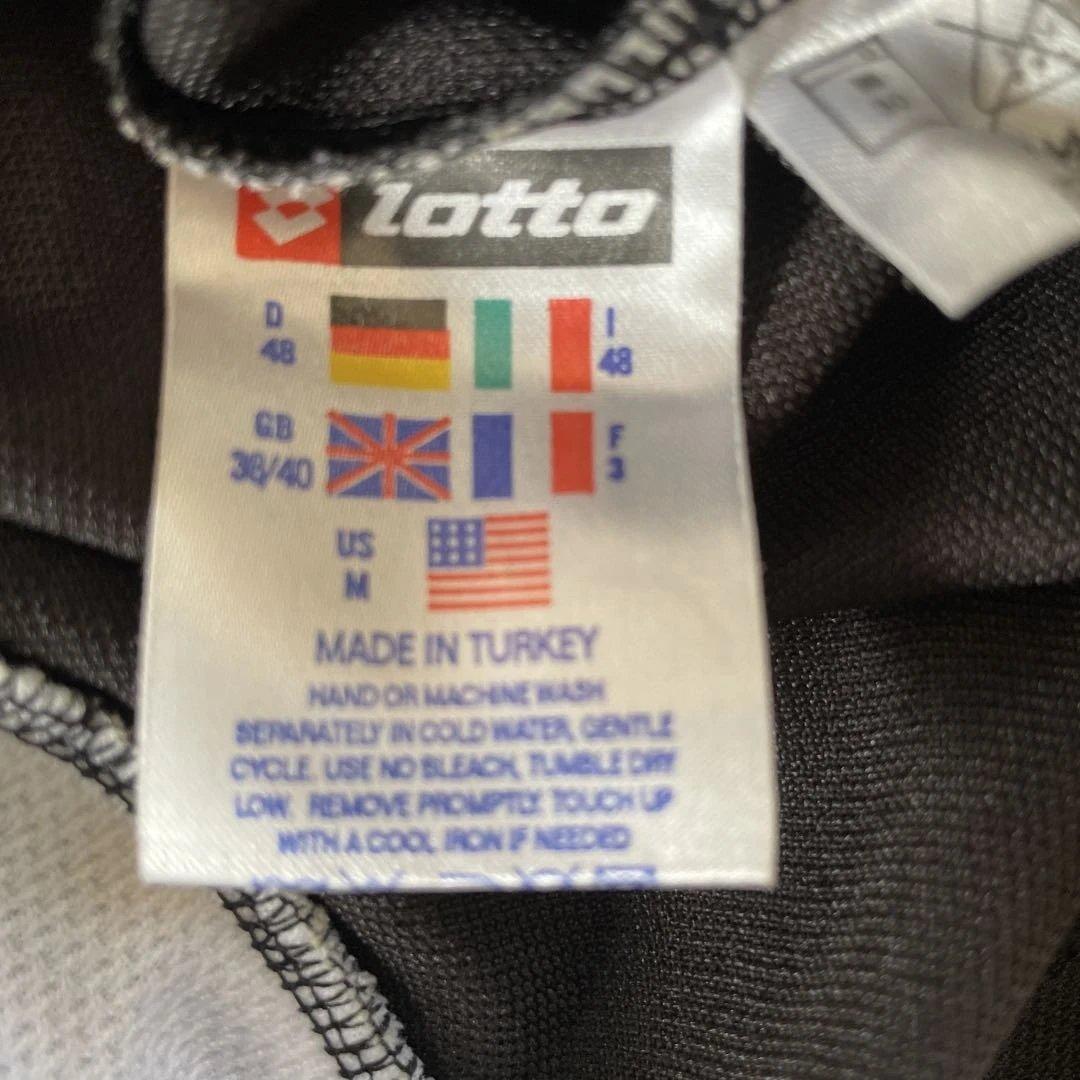 lotto
D I
48 48
GB F
38/40 3
US
M
MADE IN TURKEY
HAND OR MACHINE WASH
SEPARATELY IN COLD WATER, GENTLE
CYCLE. USE NO BLEACH, TUMBLE DRY
LOW. REMOVE PROMPTLY. TOUCH UP
WITH A COOL IRON IF NEEDED